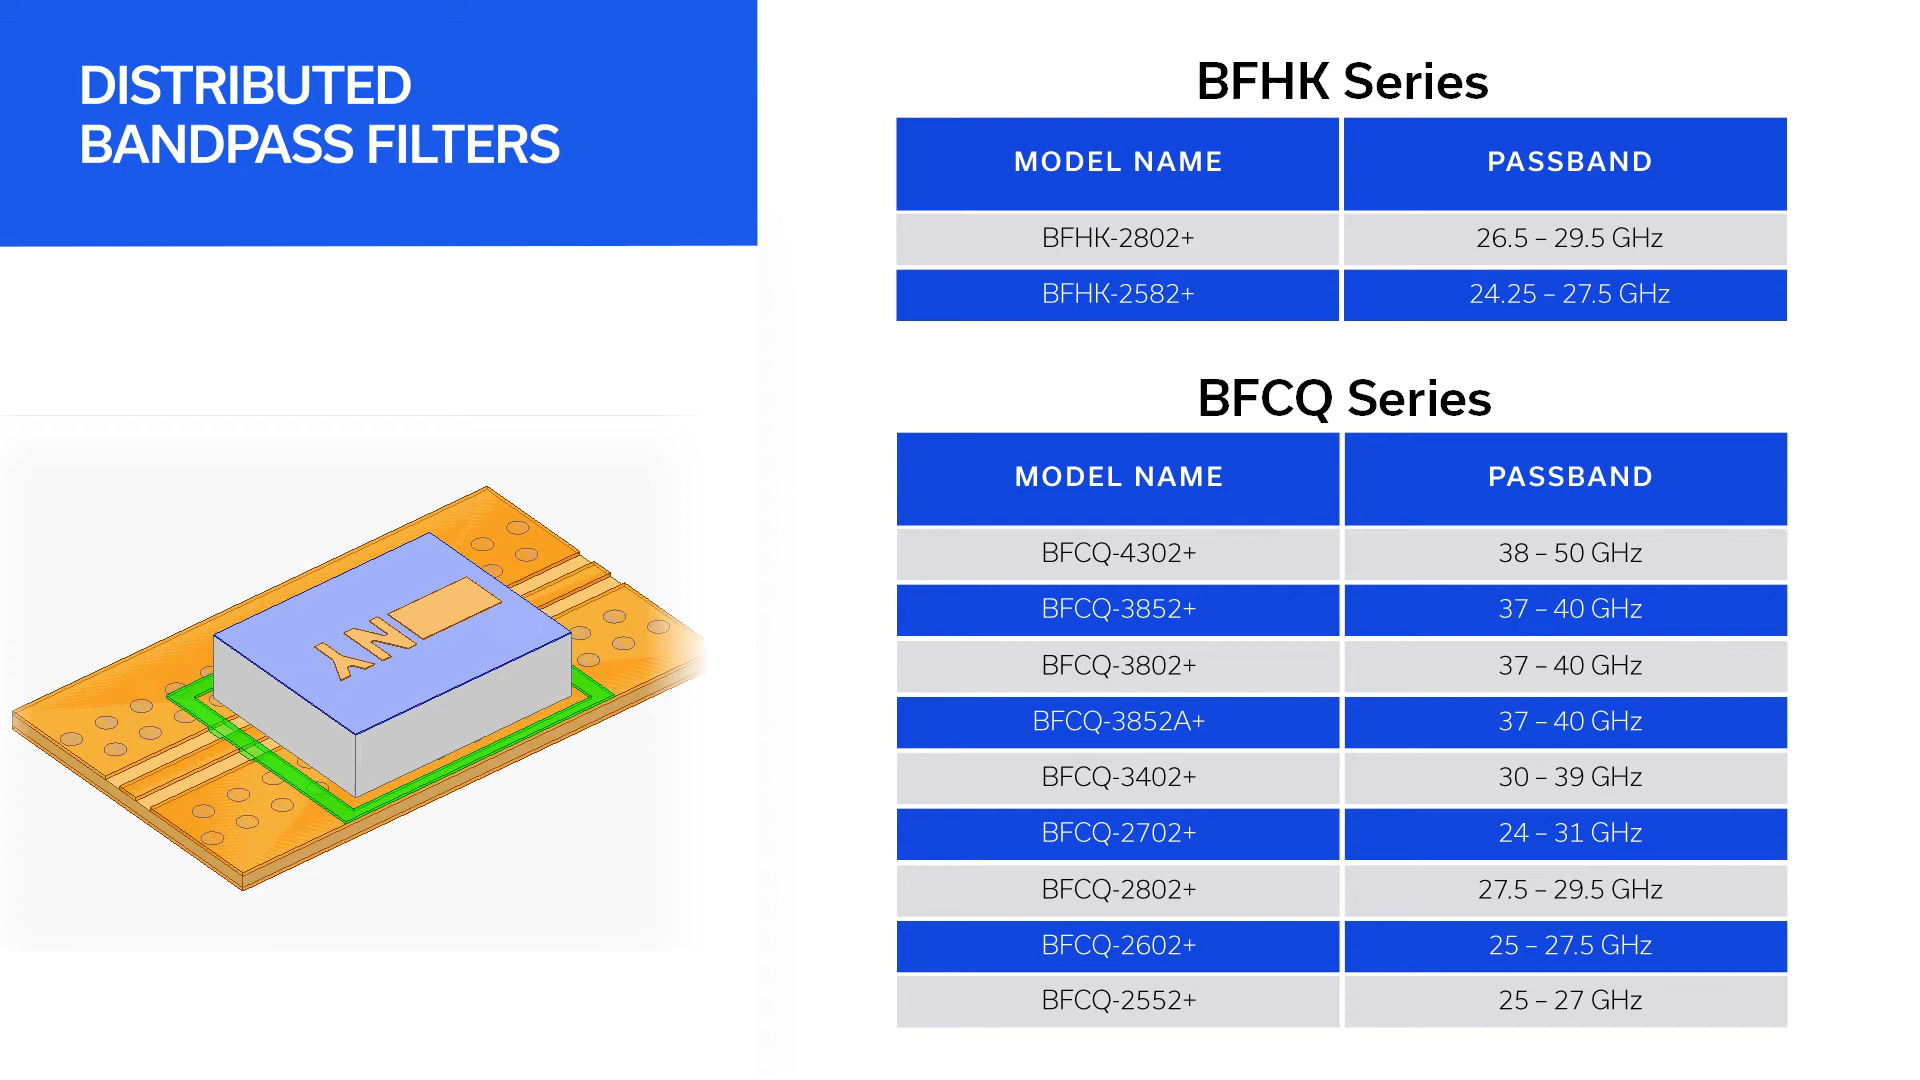 DISTRIBUTED
BANDPASS FILTERS
NY
BFHK Series
MODEL NAME PASSBAND
BFHK-2802+ 26.5 – 29.5 GHz
BFHK-2582+ 24.25 – 27.5 GHz
BFCQ Series
MODEL NAME PASSBAND
BFCQ-4302+ 38 – 50 GHz
BFCQ-3852+ 37 – 40 GHz
BFCQ-3802+ 37 – 40 GHz
BFCQ-3852A+ 37 – 40 GHz
BFCQ-3402+ 30 – 39 GHz
BFCQ-2702+ 24 – 31 GHz
BFCQ-2802+ 27.5 – 29.5 GHz
BFCQ-2602+ 25 – 27.5 GHz
BFCQ-2552+ 25 – 27 GHz